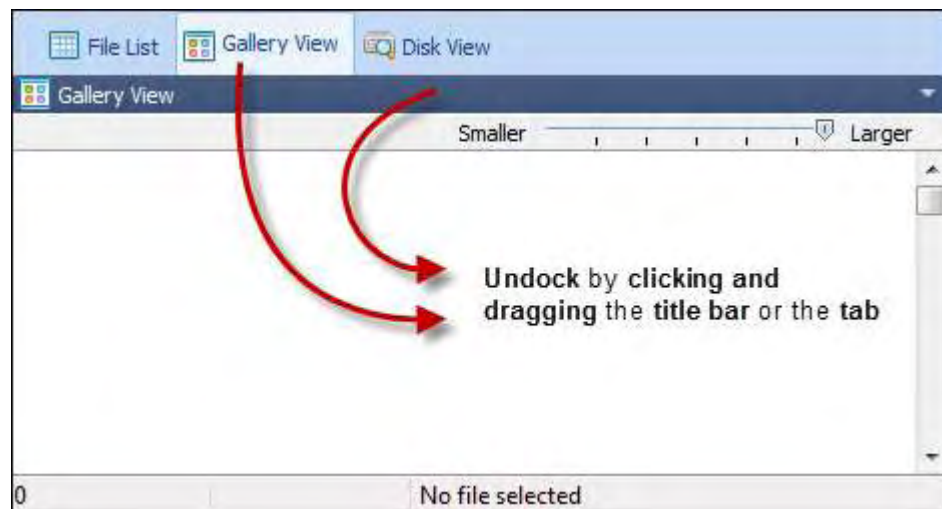 File List Gallery View Disk View
Gallery View
Smaller Larger
Undock by clicking and
dragging the title bar or the tab
0 No file selected